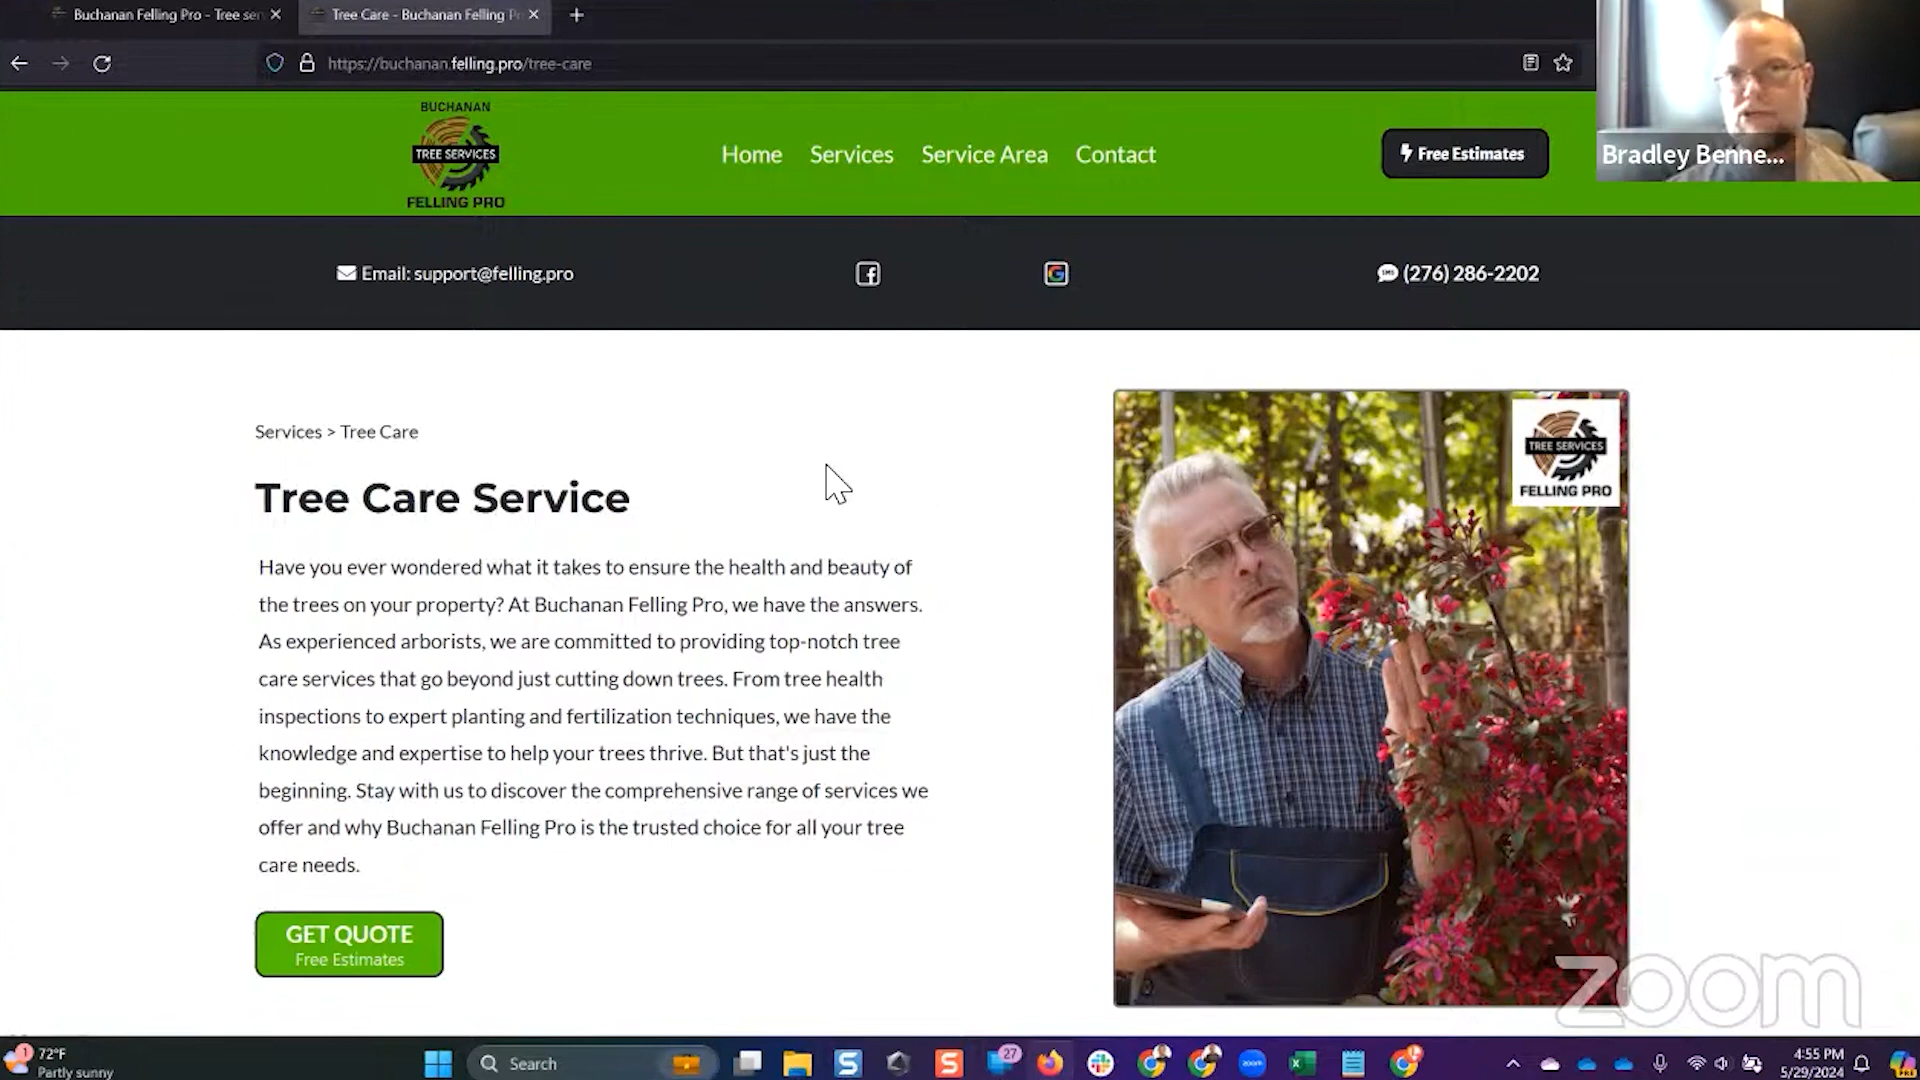 Buchanan Felling Pro - Tree ser
Tree Care - Buchanan Felling P
https://buchanan.felling.pro/tree-care
BUCHANAN
TREE SERVICES
FELLING PRO
Home
Services
Service Area
Contact
Free Estimates
Bradley Benne...
Email: support@felling.pro
SMS
(276) 286-2202
Services > Tree Care
Tree Care Service
Have you ever wondered what it takes to ensure the health and beauty of
the trees on your property? At Buchanan Felling Pro, we have the answers.
As experienced arborists, we are committed to providing top-notch tree
care services that go beyond just cutting down trees. From tree health
inspections to expert planting and fertilization techniques, we have the
knowledge and expertise to help your trees thrive. But that's just the
beginning. Stay with us to discover the comprehensive range of services we
offer and why Buchanan Felling Pro is the trusted choice for all your tree
care needs.
GET QUOTE
Free Estimates
TREE SERVICES
FELLING PRO
zoom
1
72°F
Partly sunny
Search
27
zoom
4:55 PM
5/29/2024
PRE